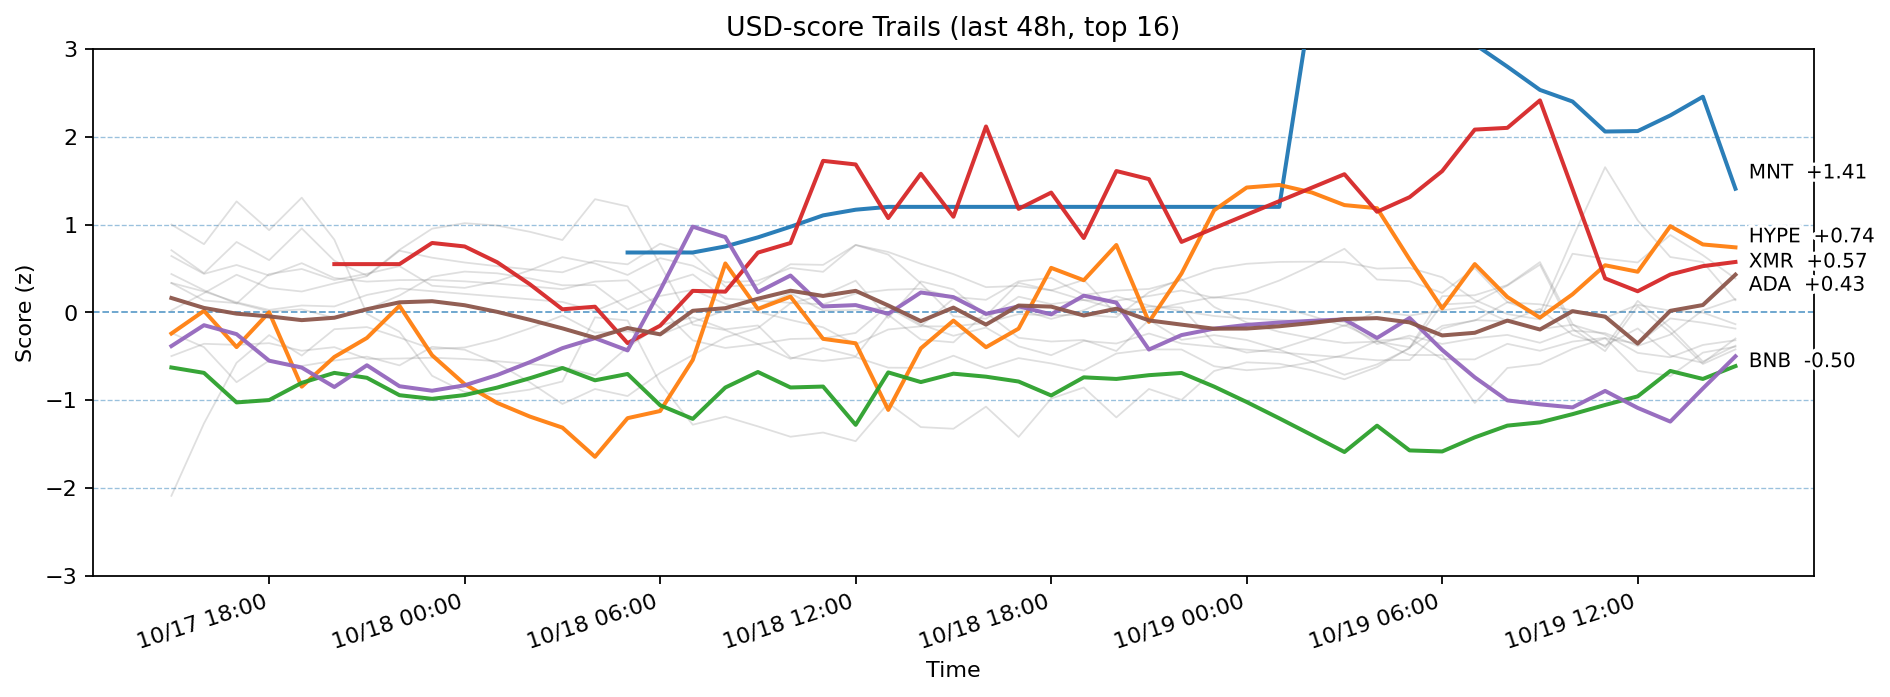 USD-score Trails (last 48h, top 16)
Score (z)
3
2
1
0
−1
−2
−3
MNT +1.41
HYPE +0.74
XMR +0.57
ADA +0.43
BNB -0.50
10/17 18:00
10/18 00:00
10/18 06:00
10/18 12:00
10/18 18:00
10/19 00:00
10/19 06:00
10/19 12:00
Time